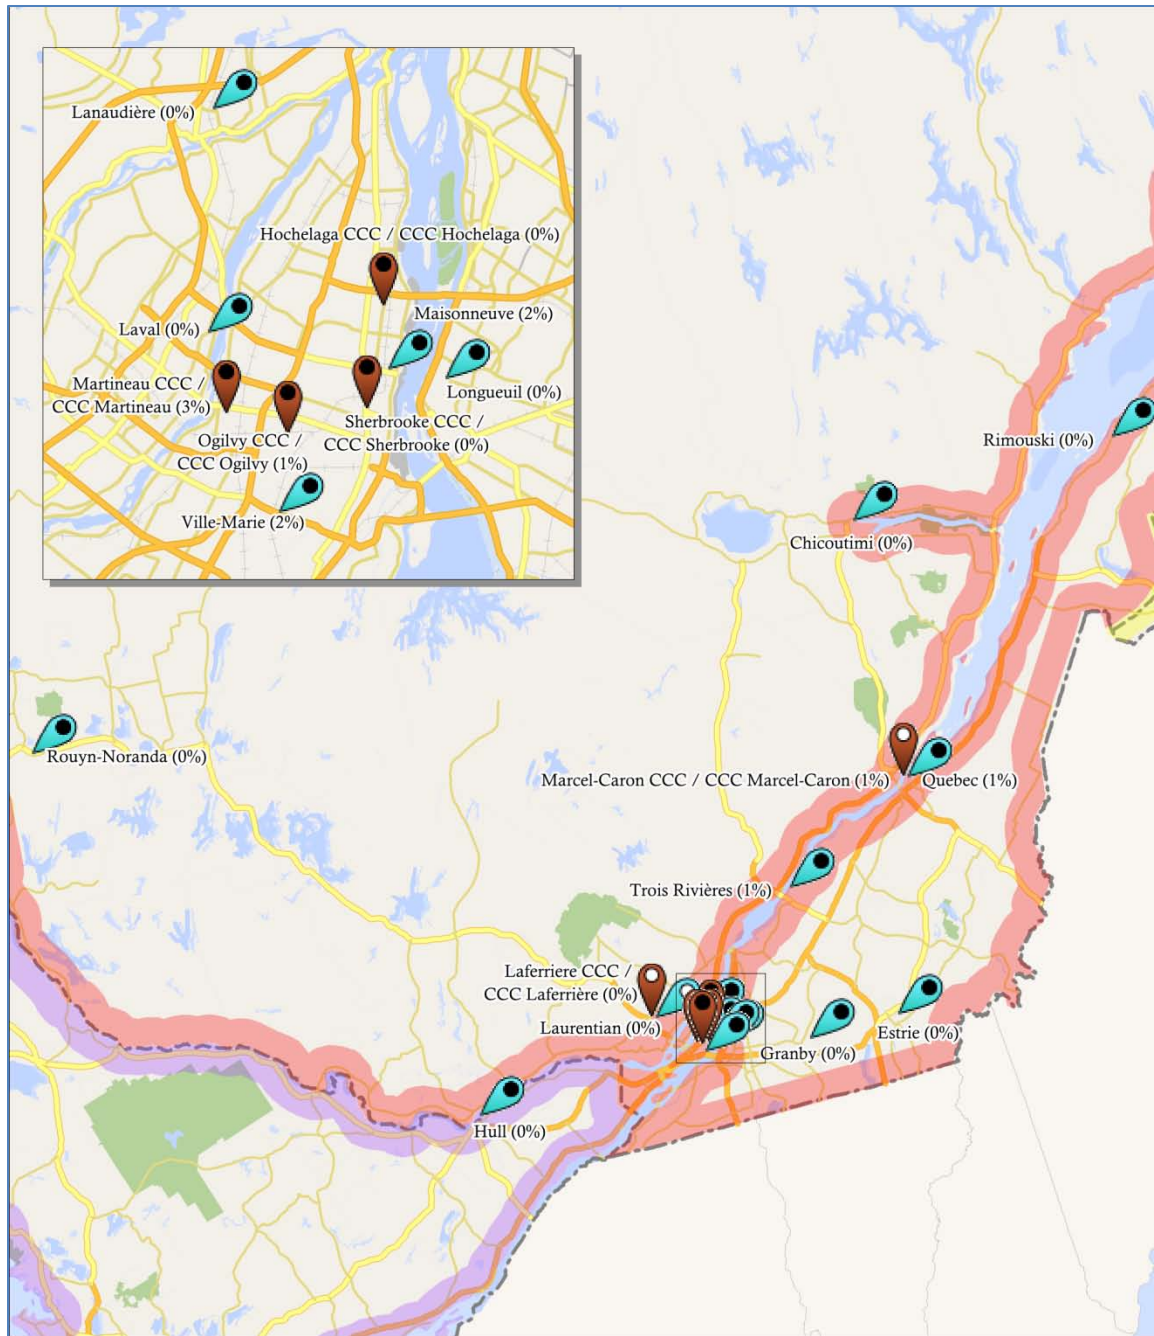 Lanaudière (0%)
Hochelaga CCC / CCC Hochelaga (0%)
Maisonneuve (2%)
Laval (0%)
Longueuil (0%)
Martineau CCC /
CCC Martineau (3%)
Sherbrooke CCC /
CCC Sherbrooke (0%)
Ogilvy CCC /
CCC Ogilvy (1%)
Ville-Marie (2%)
Rimouski (0%)
Chicoutimi (0%)
Rouyn-Noranda (0%)
Marcel-Caron CCC / CCC Marcel-Caron (1%)
Quebec (1%)
Trois Rivières (1%)
Laferriere CCC /
CCC Laferrière (0%)
Laurentian (0%)
Granby (0%)
Estrie (0%)
Hull (0%)